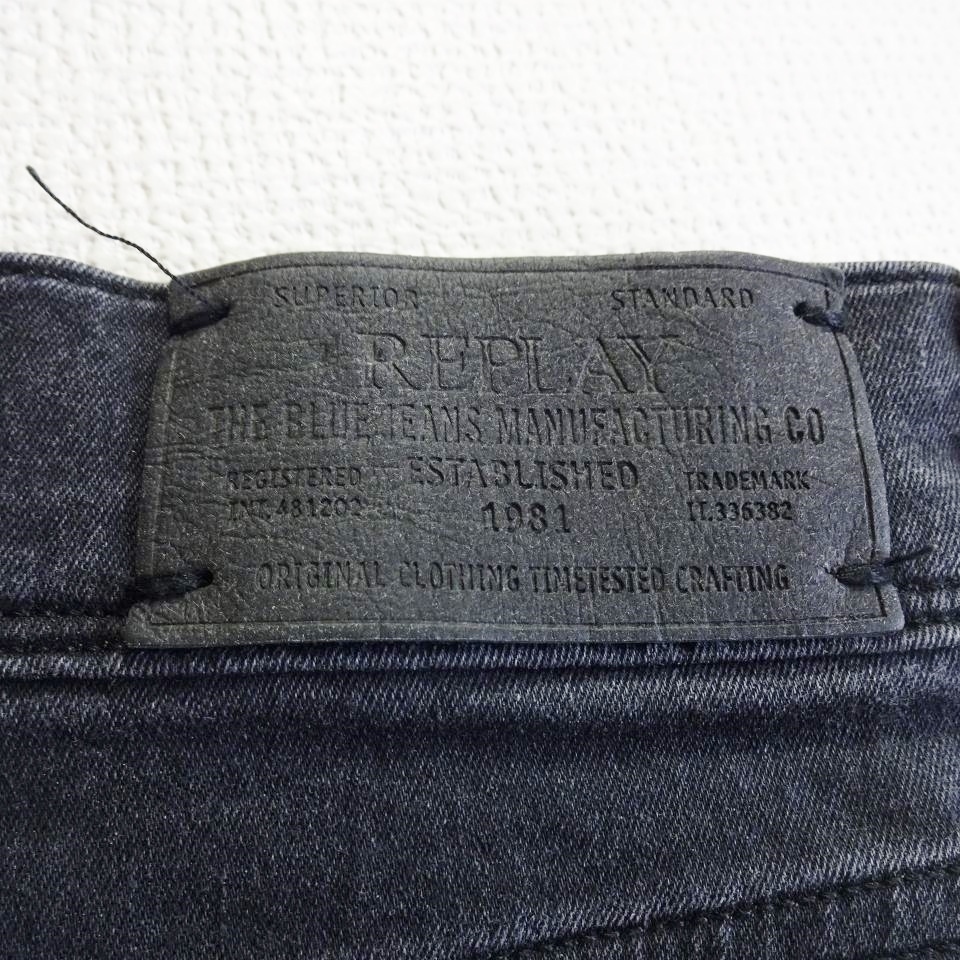 SUPERIOR STANDARD
REPLAY
THE BLUE JEANS MANUFACTURING CO
REGISTERED ESTABLISHED TRADEMARK
INT.481202 1981 IT.336382
ORIGINAL CLOTHING TIMETESTED CRAFTING